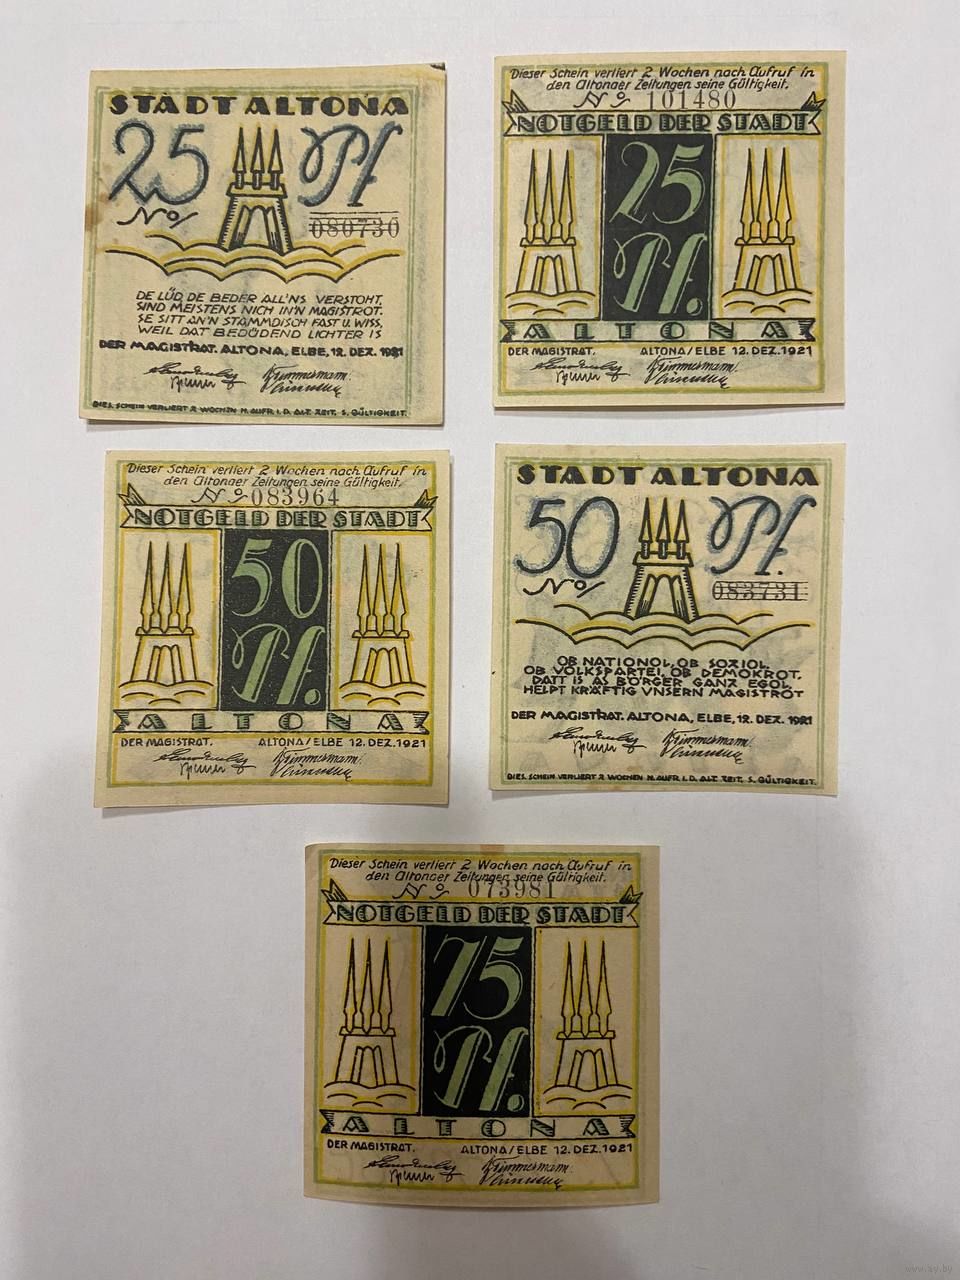 STADT ALTONA
25 Pf
No
080730
DE LÜD, DE BEDER ALL'NS VERSTOHT,
SIND MEISTENS NICH IN'N MAGISTROT.
SE SITT AN'N STAMMDISCH FAST U. WISS,
WEIL DAT BEDÜDEND LICHTER IS
DER MAGISTRAT. ALTONA, ELBE, 12. DEZ. 1921
DIES. SCHEIN VERLIERT 2 WOCHEN N. AUFR. I. D. ALT. ZEIT. S. GÜLTIGKEIT.
Dieser Schein verliert 2 Wochen nach Aufruf in
den Altonaer Zeitungen seine Gültigkeit.
No 101480
NOTGELD DER STADT
25
Pf.
ALTONA
DER MAGISTRAT. ALTONA/ELBE 12. DEZ. 1921
Dieser Schein verliert 2 Wochen nach Aufruf in
den Altonaer Zeitungen seine Gültigkeit.
No 083964
NOTGELD DER STADT
50
Pf.
ALTONA
DER MAGISTRAT. ALTONA/ELBE 12. DEZ. 1921
STADT ALTONA
50 Pf.
No
083731
OB NATIONOL, OB SOZIOL,
OB VOLKSPARTEI, OB DEMOKROT,
DATT IS AS BÖRGER GANZ EGOL,
HELPT KRÄFTIG VNSERN MAGISTROT
DER MAGISTRAT. ALTONA, ELBE, 12. DEZ. 1921
DIES. SCHEIN VERLIERT 2 WOCHEN N. AUFR. I. D. ALT. ZEIT. S. GÜLTIGKEIT.
Dieser Schein verliert 2 Wochen nach Aufruf in
den Altonaer Zeitungen seine Gültigkeit.
No 073981
NOTGELD DER STADT
75
Pf.
ALTONA
DER MAGISTRAT. ALTONA/ELBE 12. DEZ. 1921
www.ay.by